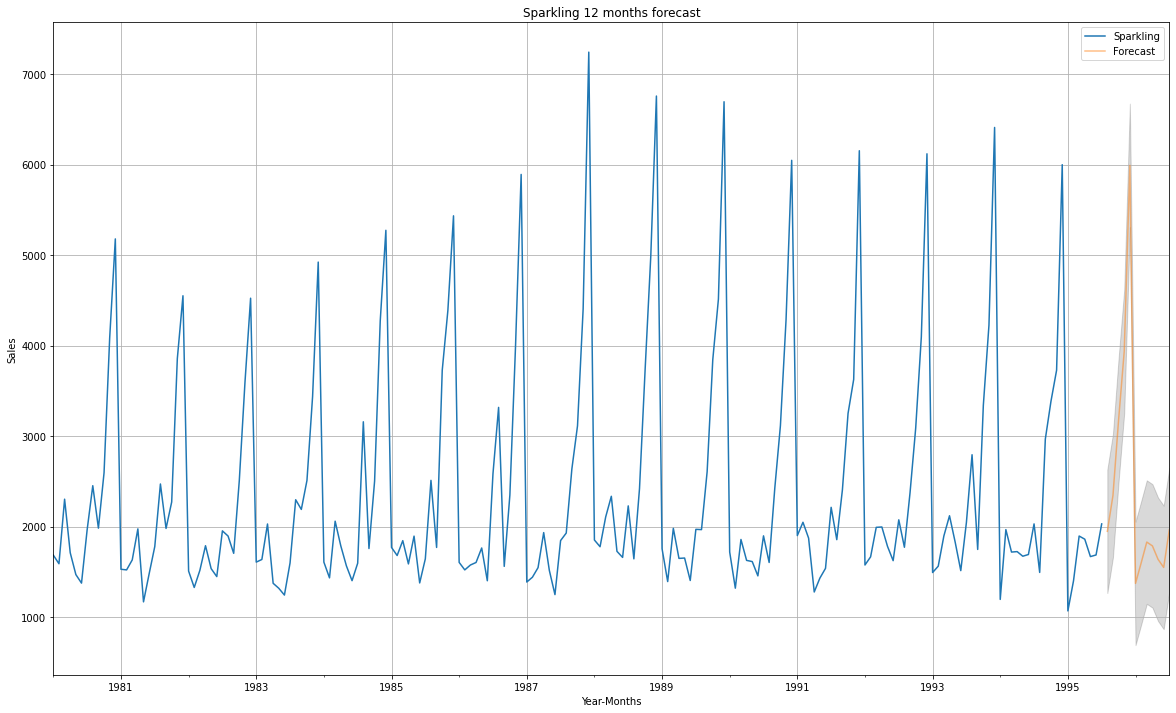 Sparkling 12 months forecast
Sparkling
Forecast
7000
6000
5000
4000
3000
2000
1000
Sales
1981 1983 1985 1987 1989 1991 1993 1995
Year-Months